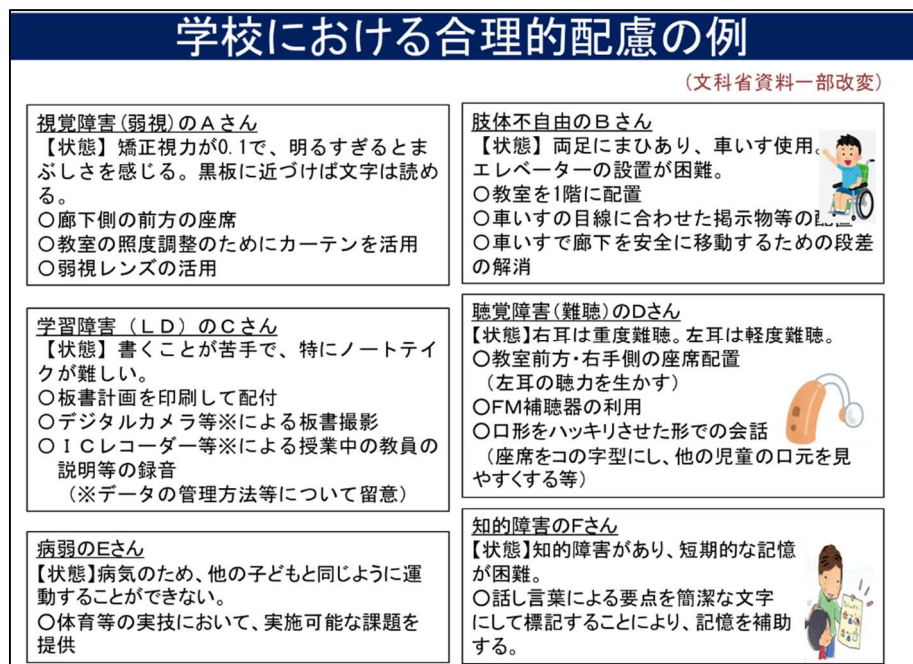 学校における合理的配慮の例
(文科省資料一部改変)
視覚障害(弱視)のAさん
【状態】矯正視力が0.1で、明るすぎるとま
ぶしさを感じる。黒板に近づけば文字は読め
る。
○廊下側の前方の座席
○教室の照度調整のためにカーテンを活用
○弱視レンズの活用
肢体不自由のBさん
【状態】両足にまひあり、車いす使用。
エレベーターの設置が困難。
○教室を1階に配置
○車いすの目線に合わせた掲示物等の配置
○車いすで廊下を安全に移動するための段差
の解消
学習障害(LD)のCさん
【状態】書くことが苦手で、特にノートテイ
クが難しい。
○板書計画を印刷して配付
○デジタルカメラ等※による板書撮影
○ICレコーダー等※による授業中の教員の
説明等の録音
(※データの管理方法等について留意)
聴覚障害(難聴)のDさん
【状態】右耳は重度難聴。左耳は軽度難聴。
○教室前方・右手側の座席配置
(左耳の聴力を生かす)
○FM補聴器の利用
○口形をハッキリさせた形での会話
(座席をコの字型にし、他の児童の口元を見
やすくする等)
病弱のEさん
【状態】病気のため、他の子どもと同じように運
動することができない。
○体育等の実技において、実施可能な課題を
提供
知的障害のFさん
【状態】知的障害があり、短期的な記憶
が困難。
○話し言葉による要点を簡潔な文字
にして標記することにより、記憶を補助
する。